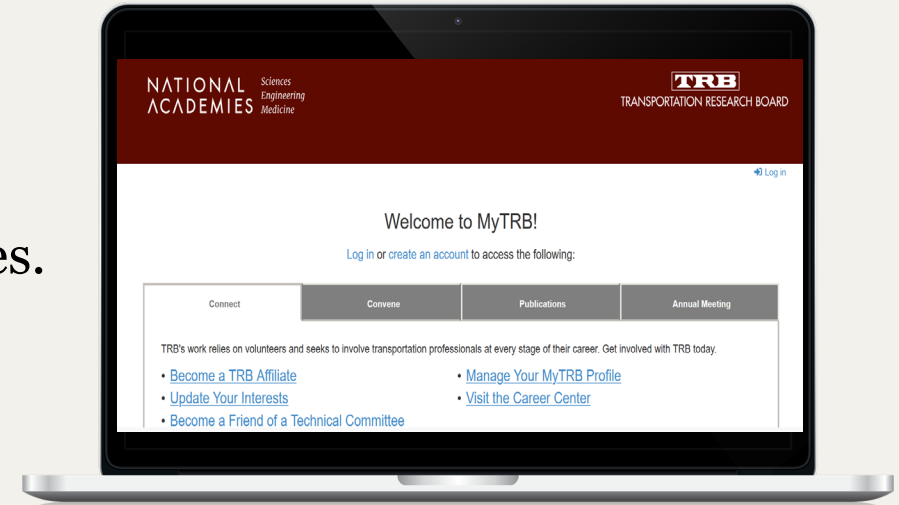 NATIONAL
ACADEMIES
Sciences
Engineering
Medicine
TRB
TRANSPORTATION RESEARCH BOARD
Log in
Welcome to MyTRB!
Log in or create an account to access the following:
es.
Connect
Convene
Publications
Annual Meeting
TRB's work relies on volunteers and seeks to involve transportation professionals at every stage of their career. Get involved with TRB today.
• Become a TRB Affiliate
• Update Your Interests
• Become a Friend of a Technical Committee
• Manage Your MyTRB Profile
• Visit the Career Center